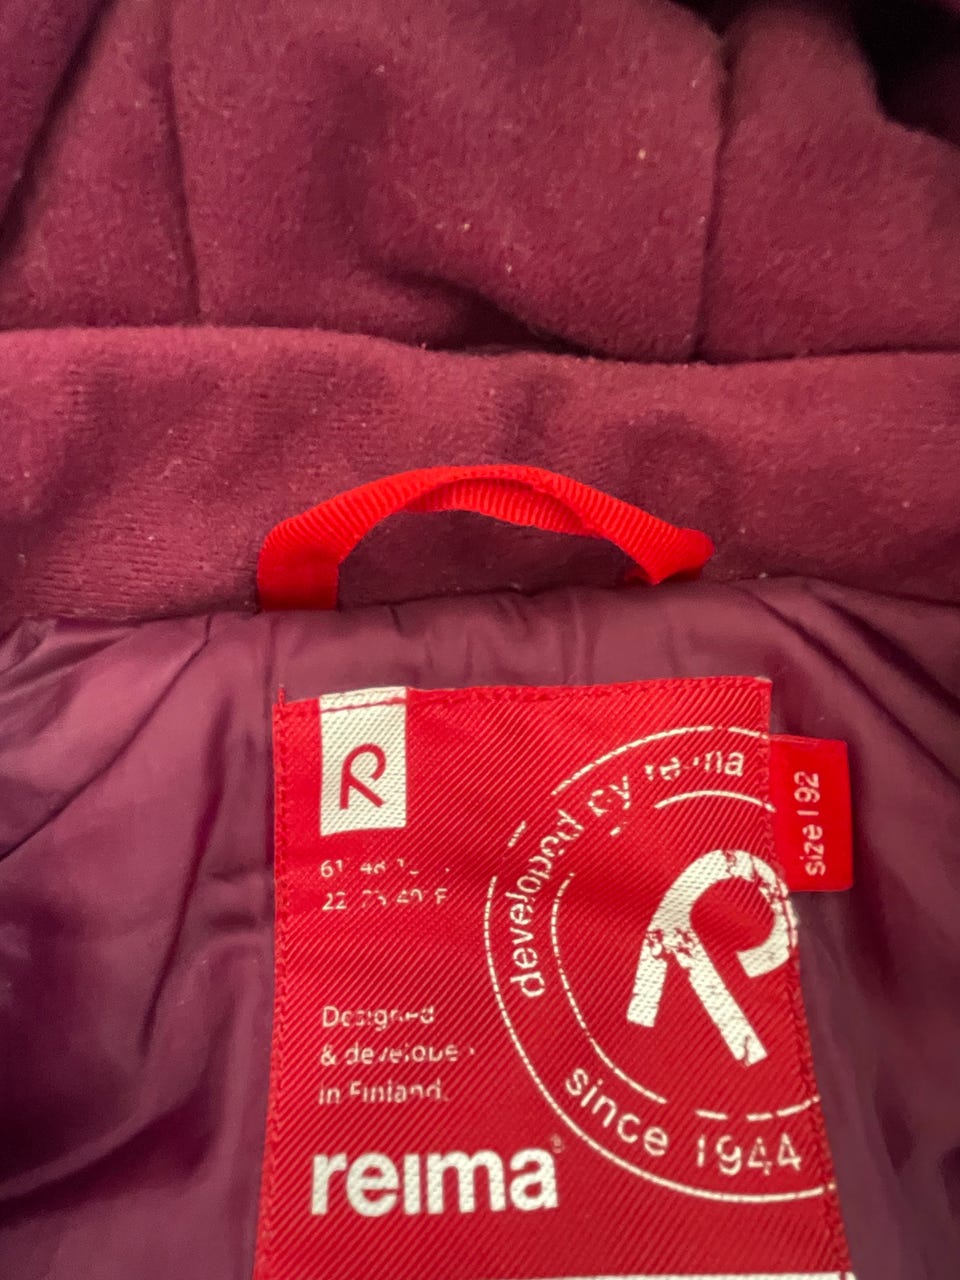 R
Designed
& developed
in Finland.
reima®
developed by reima
R
since 1944
size | 92